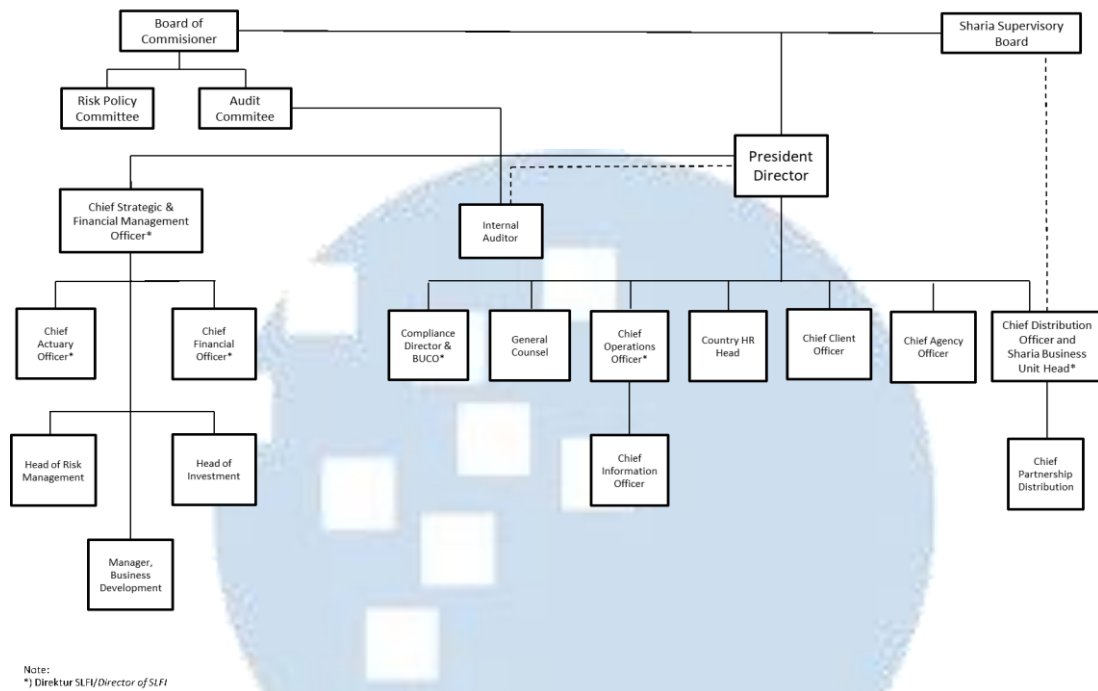 Board of
Commisioner
Sharia Supervisory
Board
Risk Policy
Committee
Audit
Commitee
President
Director
Chief Strategic &
Financial Management
Officer*
Internal
Auditor
Chief
Actuary
Officer*
Chief
Financial
Officer*
Compliance
Director &
BUCO*
General
Counsel
Chief
Operations
Officer*
Country HR
Head
Chief Client
Officer
Chief Agency
Officer
Chief Distribution
Officer and
Sharia Business
Unit Head*
Head of Risk
Management
Head of
Investment
Chief
Information
Officer
Chief
Partnership
Distribution
Manager,
Business
Development
Note:
*) Direktur SLFI/Director of SLFI